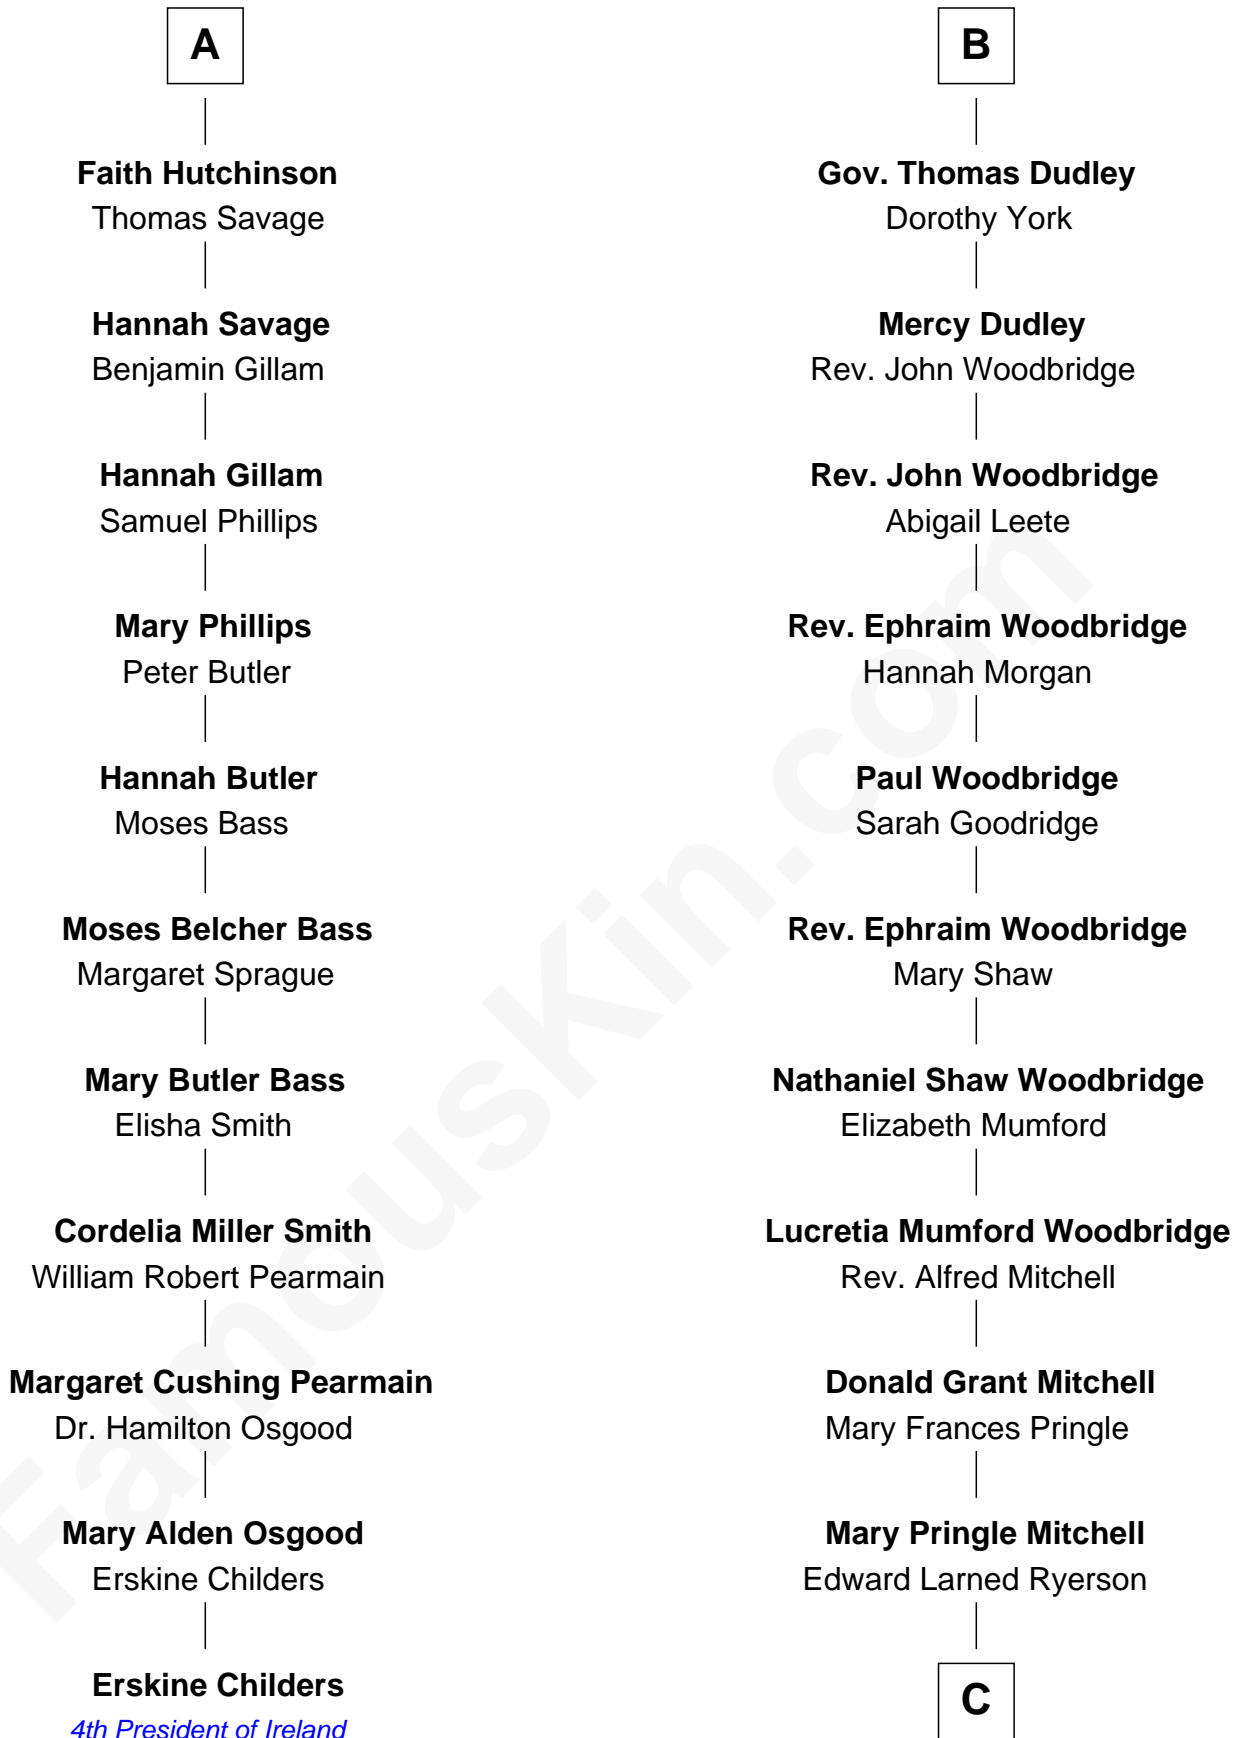 A
Faith Hutchinson
Thomas Savage
Hannah Savage
Benjamin Gillam
Hannah Gillam
Samuel Phillips
Mary Phillips
Peter Butler
Hannah Butler
Moses Bass
Moses Belcher Bass
Margaret Sprague
Mary Butler Bass
Elisha Smith
Cordelia Miller Smith
William Robert Pearmain
Margaret Cushing Pearmain
Dr. Hamilton Osgood
Mary Alden Osgood
Erskine Childers
Erskine Childers
4th President of Ireland
B
Gov. Thomas Dudley
Dorothy York
Mercy Dudley
Rev. John Woodbridge
Rev. John Woodbridge
Abigail Leete
Rev. Ephraim Woodbridge
Hannah Morgan
Paul Woodbridge
Sarah Goodridge
Rev. Ephraim Woodbridge
Mary Shaw
Nathaniel Shaw Woodbridge
Elizabeth Mumford
Lucretia Mumford Woodbridge
Rev. Alfred Mitchell
Donald Grant Mitchell
Mary Frances Pringle
Mary Pringle Mitchell
Edward Larned Ryerson
C
FamousKin.com